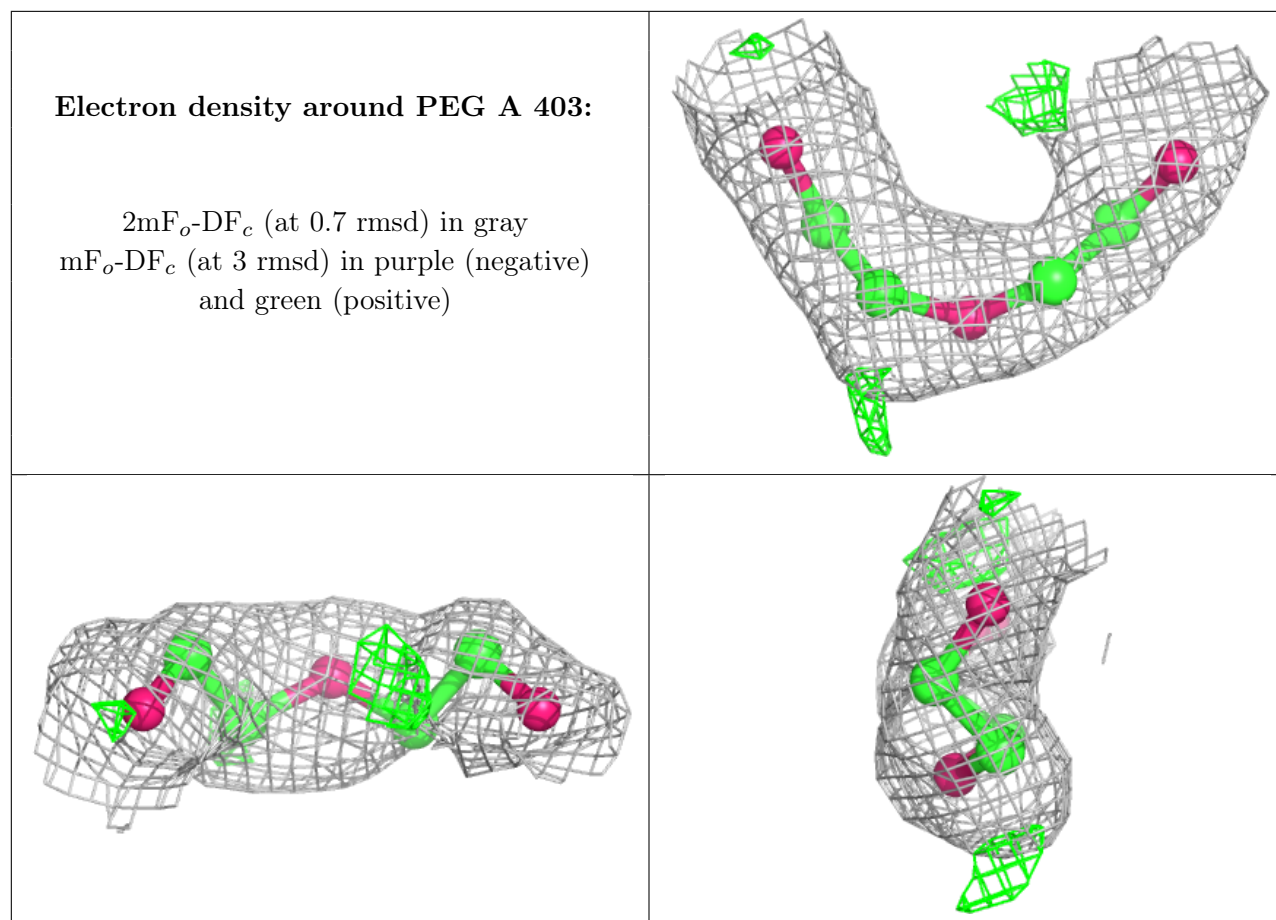 Electron density around PEG A 403:
2mFo-DFc (at 0.7 rmsd) in gray
mFo-DFc (at 3 rmsd) in purple (negative)
and green (positive)